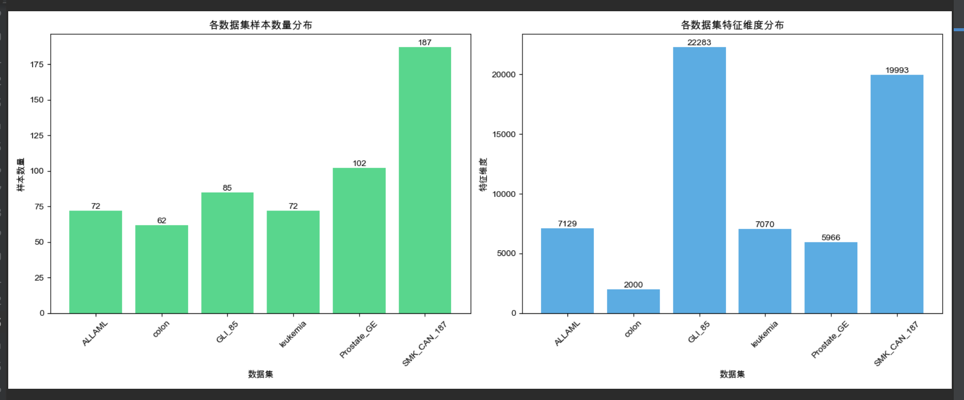 各数据集样本数量分布
187
175
150
125
102
100
85
75
72
72
62
50
25
0
样本数量
ALLAML
colon
GLI_85
leukemia
Prostate_GE
SMK_CAN_187
数据集
各数据集特征维度分布
22283
20000
19993
15000
10000
7129
7070
5966
5000
2000
0
特征维度
ALLAML
colon
GLI_85
leukemia
Prostate_GE
SMK_CAN_187
数据集